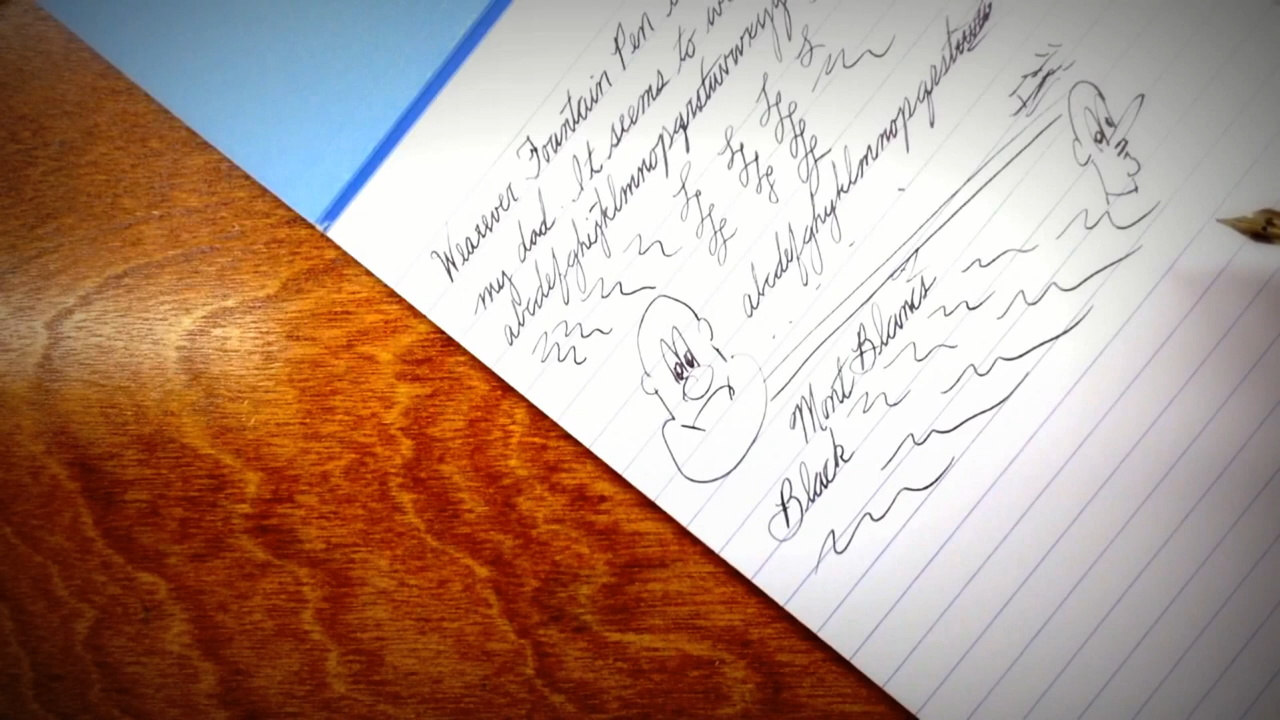 Wearever Fountain Pen
my dad. It seems to
abcdefghijklmnopqrstuvwxyz
abcdefghijklmnopqrstu
Mont Blanc's
Black